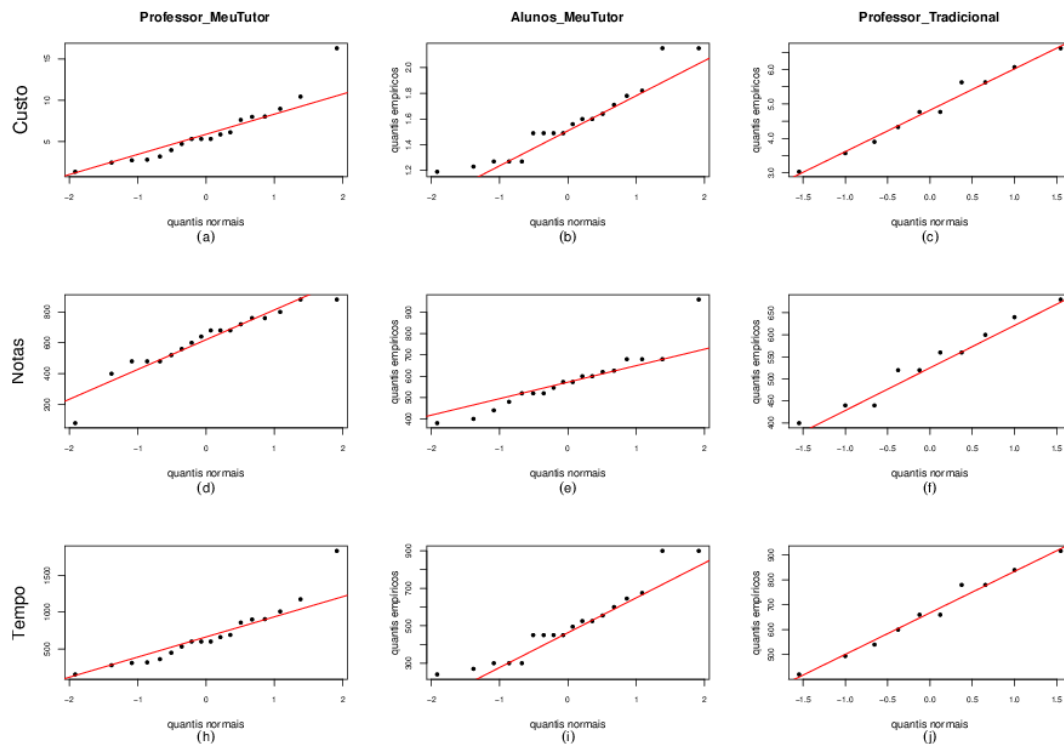 Professor_MeuTutor Alunos_MeuTutor Professor_Tradicional
Custo
5 10 15
−2 −1 0 1 2
quantis normais
(a)
quantis empíricos
1.2 1.4 1.6 1.8 2.0
−2 −1 0 1 2
quantis normais
(b)
quantis empíricos
3.0 4.0 5.0 6.0
−1.5 −1.0 −0.5 0.0 0.5 1.0 1.5
quantis normais
(c)
Notas
200 400 600 800
−2 −1 0 1 2
quantis normais
(d)
quantis empíricos
400 500 600 700 800 900
−2 −1 0 1 2
quantis normais
(e)
quantis empíricos
400 450 500 550 600 650
−1.5 −1.0 −0.5 0.0 0.5 1.0 1.5
quantis normais
(f)
Tempo
500 1000 1500
−2 −1 0 1 2
quantis normais
(h)
quantis empíricos
300 500 700 900
−2 −1 0 1 2
quantis normais
(i)
quantis empíricos
500 600 700 800 900
−1.5 −1.0 −0.5 0.0 0.5 1.0 1.5
quantis normais
(j)